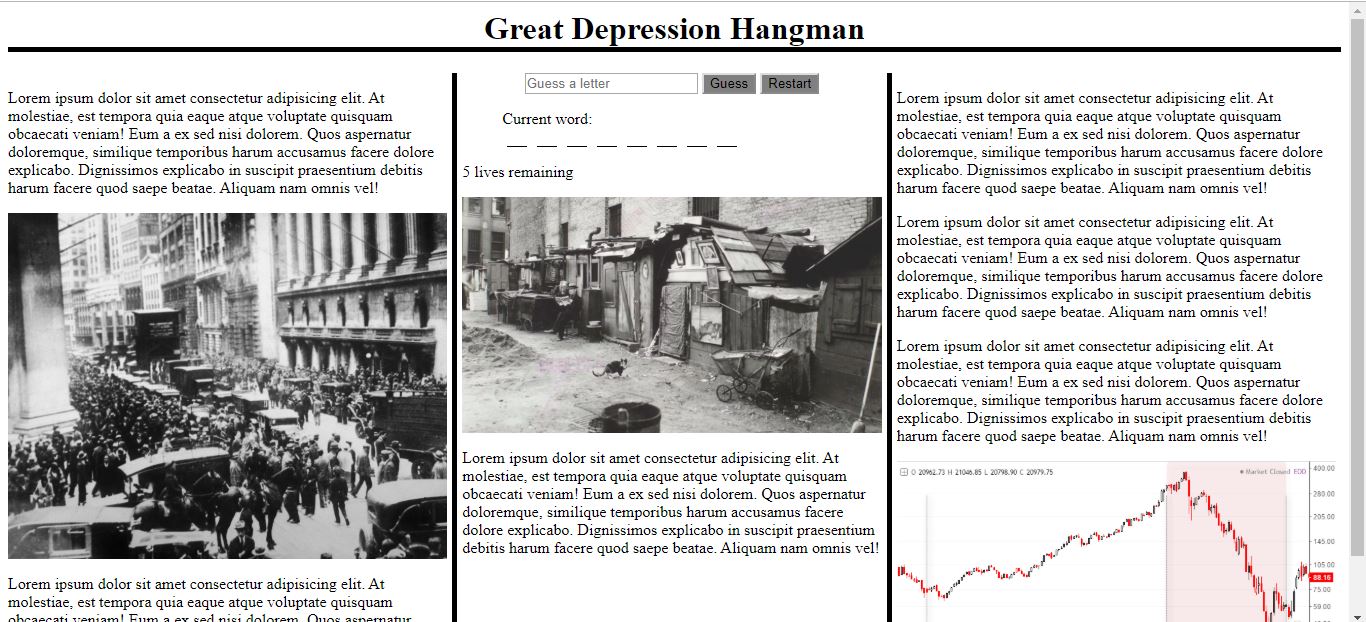 Great Depression Hangman
Lorem ipsum dolor sit amet consectetur adipisicing elit. At
molestiae, est tempora quia eaque atque voluptate quisquam
obcaecati veniam! Eum a ex sed nisi dolorem. Quos aspernatur
doloremque, similique temporibus harum accusamus facere dolore
explicabo. Dignissimos explicabo in suscipit praesentium debitis
harum facere quod saepe beatae. Aliquam nam omnis vel!
Lorem ipsum dolor sit amet consectetur adipisicing elit. At
molestiae, est tempora quia eaque atque voluptate quisquam
obcaecati veniam! Eum a ex sed nisi dolorem. Quos aspernatur
Guess a letter Guess Restart
Current word:
__ __ __ __ __ __ __ __
5 lives remaining
Lorem ipsum dolor sit amet consectetur adipisicing elit. At
molestiae, est tempora quia eaque atque voluptate quisquam
obcaecati veniam! Eum a ex sed nisi dolorem. Quos aspernatur
doloremque, similique temporibus harum accusamus facere
dolore explicabo. Dignissimos explicabo in suscipit praesentium
debitis harum facere quod saepe beatae. Aliquam nam omnis vel!
Lorem ipsum dolor sit amet consectetur adipisicing elit. At
molestiae, est tempora quia eaque atque voluptate quisquam
obcaecati veniam! Eum a ex sed nisi dolorem. Quos aspernatur
doloremque, similique temporibus harum accusamus facere dolore
explicabo. Dignissimos explicabo in suscipit praesentium debitis
harum facere quod saepe beatae. Aliquam nam omnis vel!
Lorem ipsum dolor sit amet consectetur adipisicing elit. At
molestiae, est tempora quia eaque atque voluptate quisquam
obcaecati veniam! Eum a ex sed nisi dolorem. Quos aspernatur
doloremque, similique temporibus harum accusamus facere dolore
explicabo. Dignissimos explicabo in suscipit praesentium debitis
harum facere quod saepe beatae. Aliquam nam omnis vel!
Lorem ipsum dolor sit amet consectetur adipisicing elit. At
molestiae, est tempora quia eaque atque voluptate quisquam
obcaecati veniam! Eum a ex sed nisi dolorem. Quos aspernatur
doloremque, similique temporibus harum accusamus facere dolore
explicabo. Dignissimos explicabo in suscipit praesentium debitis
harum facere quod saepe beatae. Aliquam nam omnis vel!
O 20962.73 H 21046.85 L 20798.90 C 20979.75
Market Closed EOD
400.00
280.00
205.00
145.00
100.00
88.16
75.00
59.00